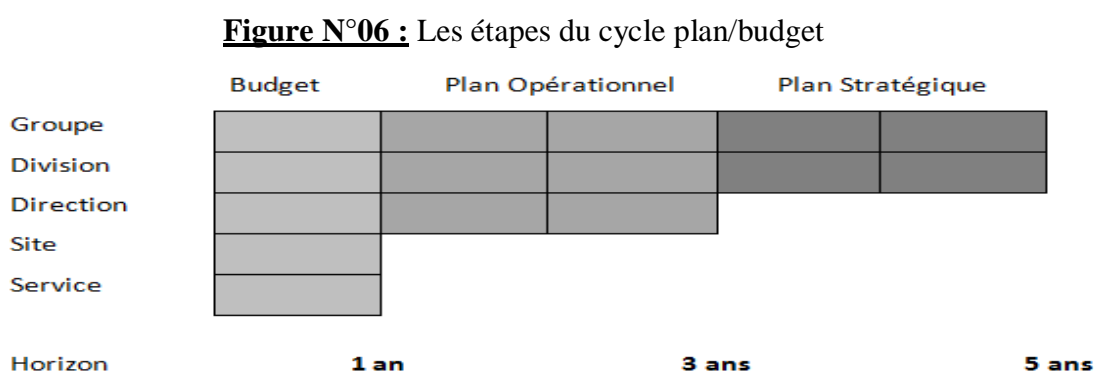 Figure N°06 : Les étapes du cycle plan/budget
Budget Plan Opérationnel Plan Stratégique
Groupe
Division
Direction
Site
Service
Horizon 1 an 3 ans 5 ans